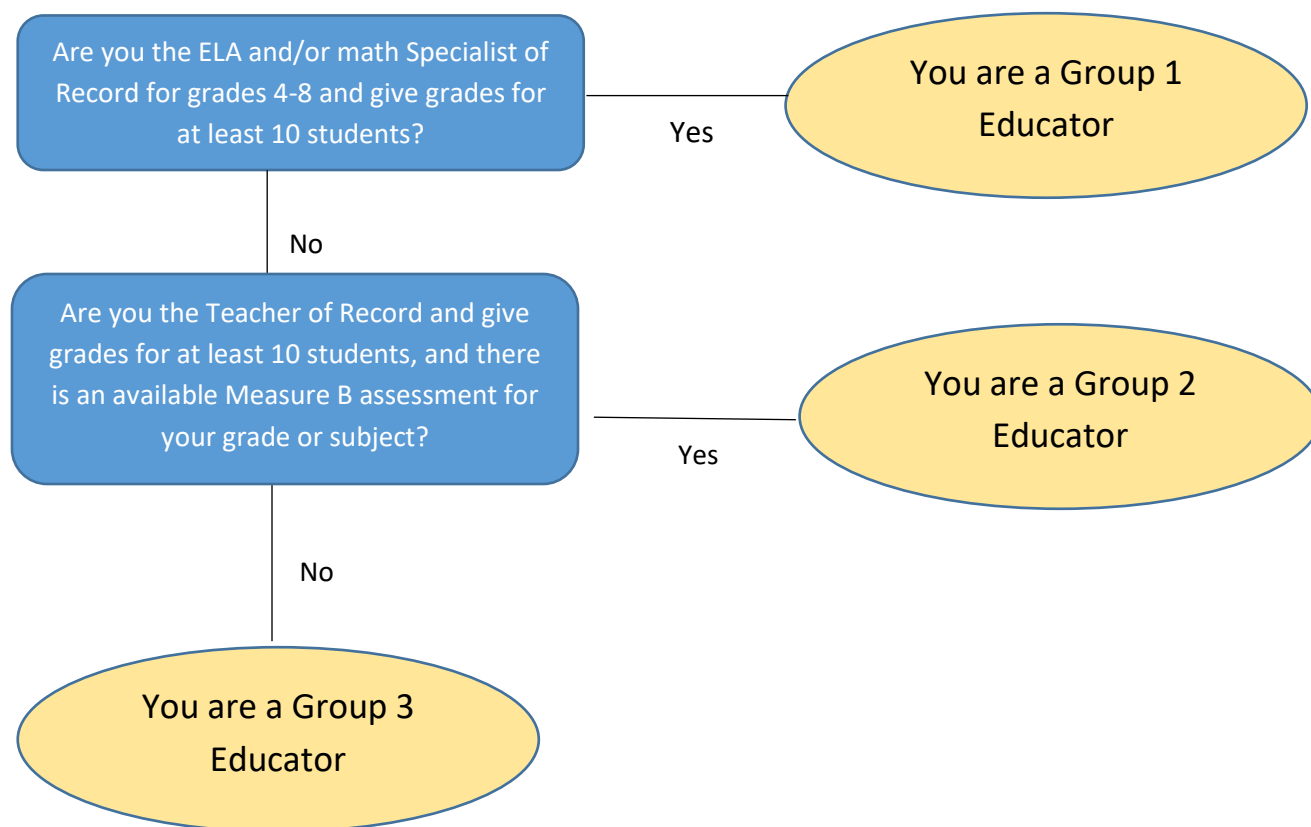 Are you the ELA and/or math Specialist of
Record for grades 4-8 and give grades for
at least 10 students?
You are a Group 1
Educator
Yes
No
Are you the Teacher of Record and give
grades for at least 10 students, and there
is an available Measure B assessment for
your grade or subject?
You are a Group 2
Educator
Yes
No
You are a Group 3
Educator